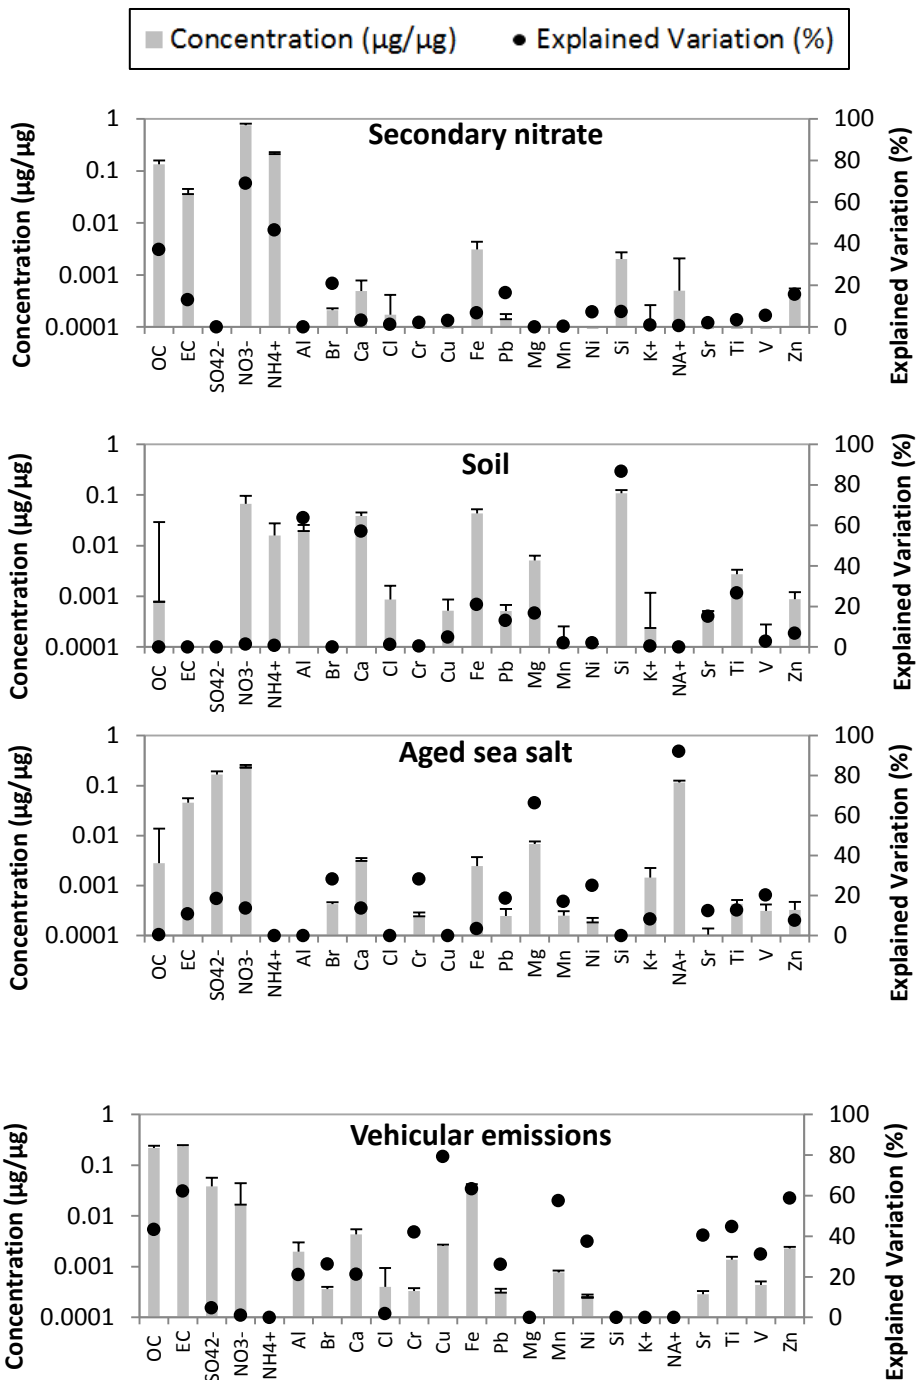 Concentration (µg/µg) Explained Variation (%)
Secondary nitrate
Concentration (µg/µg)
1
0.1
0.01
0.001
0.0001
100
80
60
40
20
0
Explained Variation (%)
OC EC SO42- NO3- NH4+ Al Br Ca Cl Cr Cu Fe Pb Mg Mn Ni Si K+ NA+ Sr Ti V Zn
Soil
Concentration (µg/µg)
1
0.1
0.01
0.001
0.0001
100
80
60
40
20
0
Explained Variation (%)
OC EC SO42- NO3- NH4+ Al Br Ca Cl Cr Cu Fe Pb Mg Mn Ni Si K+ NA+ Sr Ti V Zn
Aged sea salt
Concentration (µg/µg)
1
0.1
0.01
0.001
0.0001
100
80
60
40
20
0
Explained Variation (%)
OC EC SO42- NO3- NH4+ Al Br Ca Cl Cr Cu Fe Pb Mg Mn Ni Si K+ NA+ Sr Ti V Zn
Vehicular emissions
Concentration (µg/µg)
1
0.1
0.01
0.001
0.0001
100
80
60
40
20
0
Explained Variation (%)
OC EC SO42- NO3- NH4+ Al Br Ca Cl Cr Cu Fe Pb Mg Mn Ni Si K+ NA+ Sr Ti V Zn